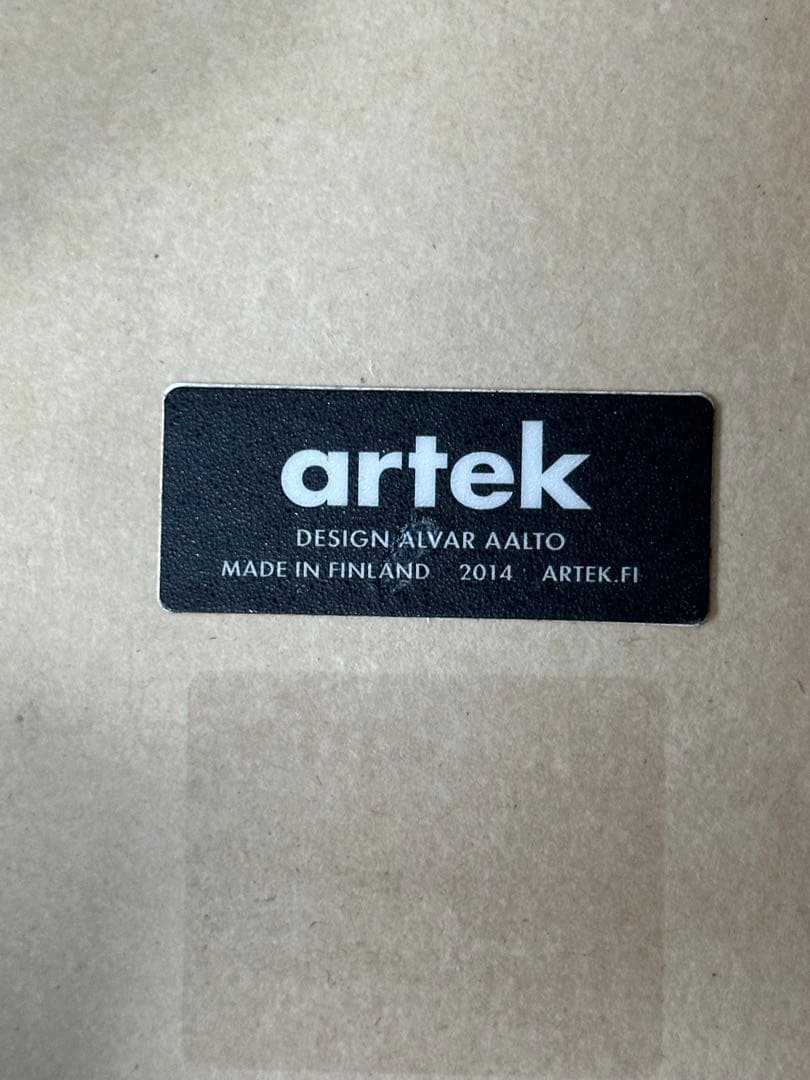 artek
DESIGN ALVAR AALTO
MADE IN FINLAND 2014 ARTEK.FI